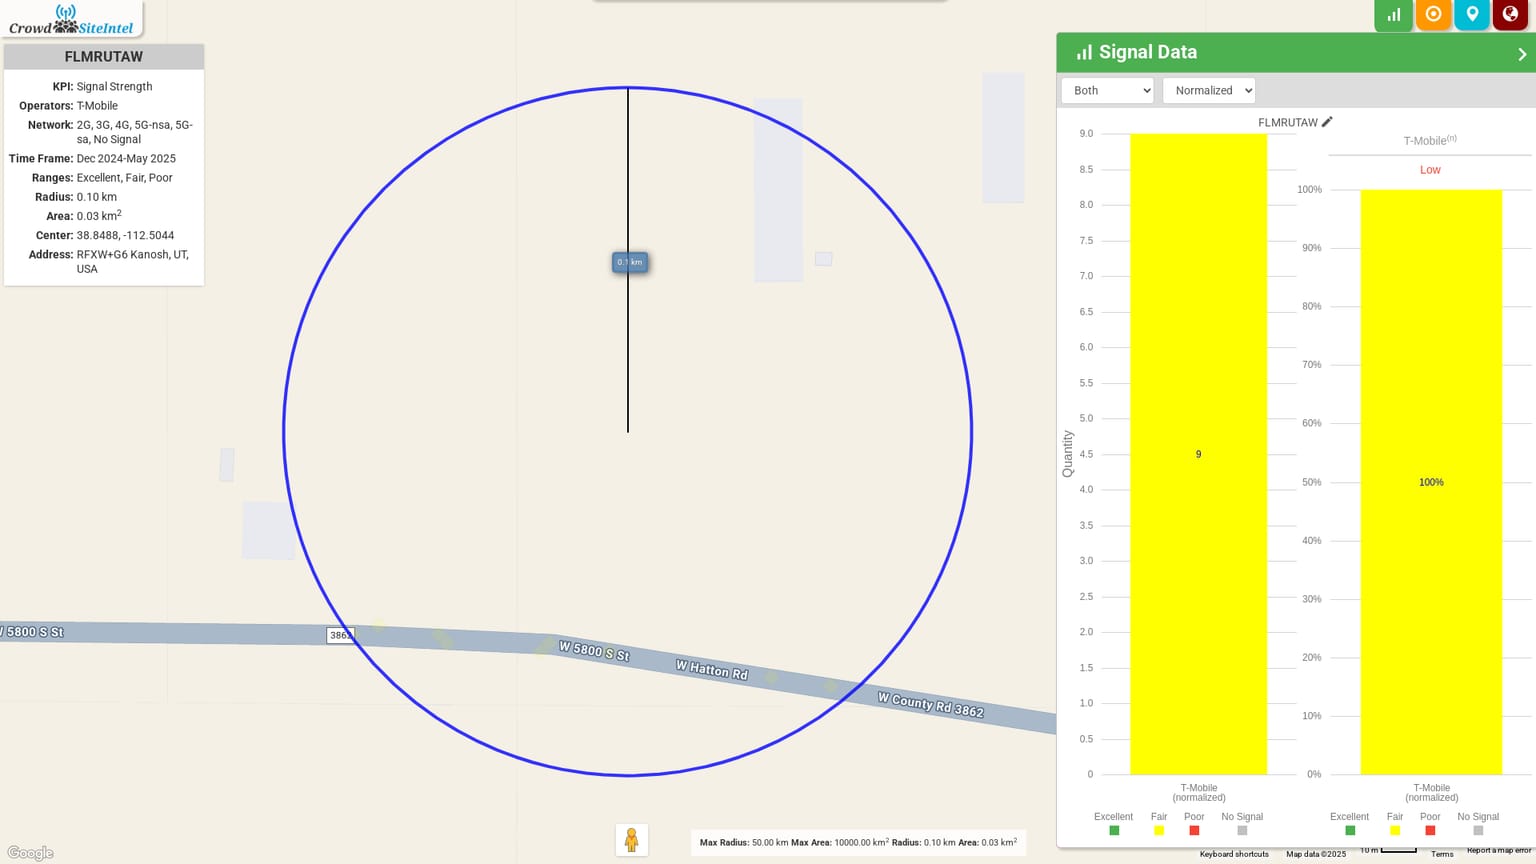 Crowd SiteIntel
FLMRUTAW
KPI: Signal Strength
Operators: T-Mobile
Network: 2G, 3G, 4G, 5G-nsa, 5G-
sa, No Signal
Time Frame: Dec 2024-May 2025
Ranges: Excellent, Fair, Poor
Radius: 0.10 km
Area: 0.03 km²
Center: 38.8488, -112.5044
Address: RFXW+G6 Kanosh, UT,
USA
0.1 km
W 5800 S St
3862
W 5800 S St
W Hatton Rd
W County Rd 3862
Google
Max Radius: 50.00 km Max Area: 10000.00 km² Radius: 0.10 km Area: 0.03 km²
Signal Data
Both
Normalized
FLMRUTAW
9.0
8.5
8.0
7.5
7.0
6.5
6.0
5.5
5.0
4.5
4.0
3.5
3.0
2.5
2.0
1.5
1.0
0.5
0
Quantity
9
T-Mobile
(normalized)
Excellent Fair Poor No Signal
T-Mobile(n)
Low
100%
90%
80%
70%
60%
50%
40%
30%
20%
10%
0%
100%
T-Mobile
(normalized)
Excellent Fair Poor No Signal
Keyboard shortcuts Map data ©2025 10 m Terms Report a map error